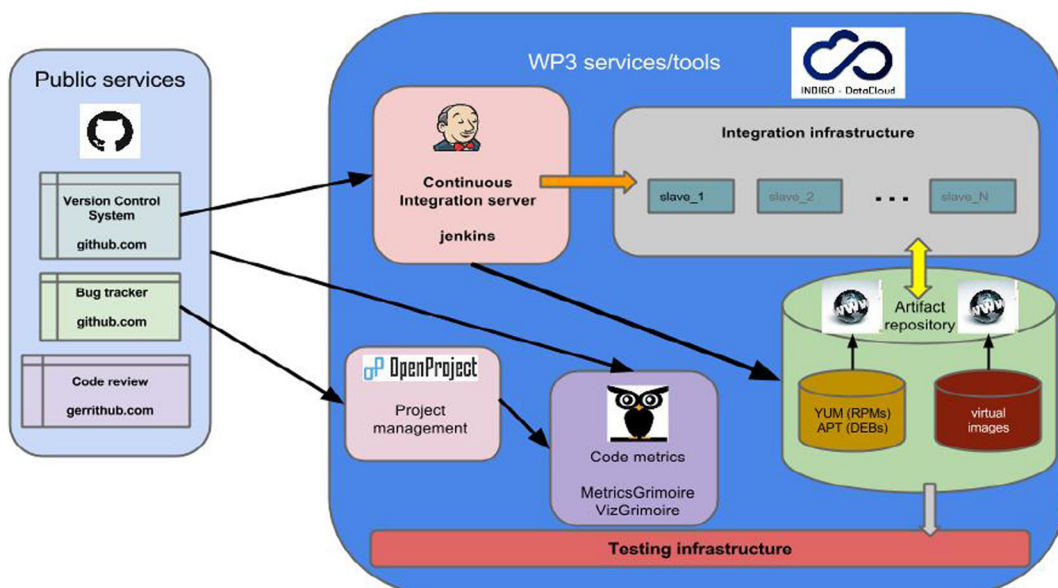 Public services
Version Control
System
github.com
Bug tracker
github.com
Code review
gerrithub.com
WP3 services/tools
INDIGO - DataCloud
Continuous
Integration server
jenkins
Integration infrastructure
slave_1
slave_2
...
slave_N
OpenProject
Project
management
Code metrics
MetricsGrimoire
VizGrimoire
www
www
Artifact
repository
YUM (RPMs)
APT (DEBs)
virtual
images
Testing infrastructure